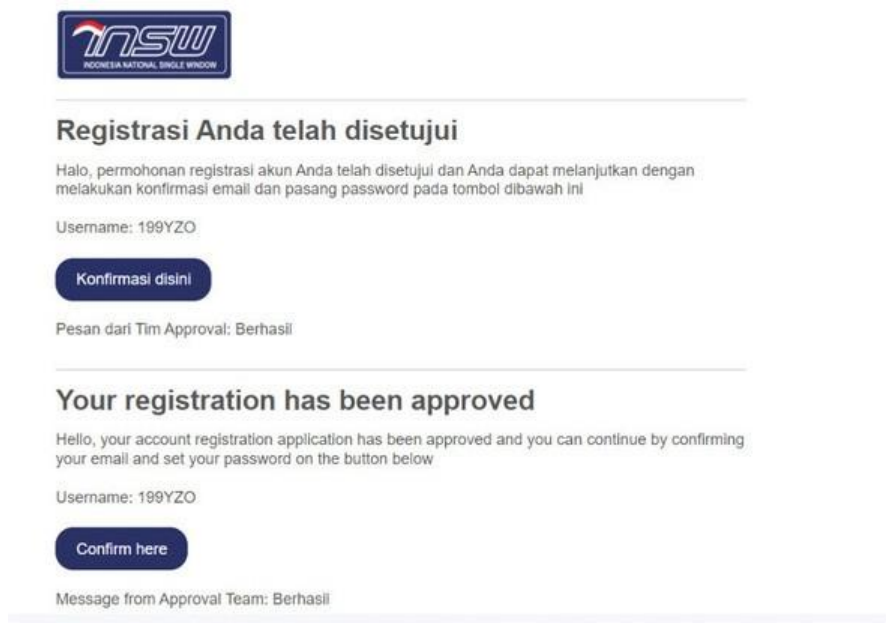 INSW
INDONESIA NATIONAL SINGLE WINDOW
Registrasi Anda telah disetujui
Halo, permohonan registrasi akun Anda telah disetujui dan Anda dapat melanjutkan dengan
melakukan konfirmasi email dan pasang password pada tombol dibawah ini
Username: 199YZO
Konfirmasi disini
Pesan dari Tim Approval: Berhasil
Your registration has been approved
Hello, your account registration application has been approved and you can continue by confirming
your email and set your password on the button below
Username: 199YZO
Confirm here
Message from Approval Team: Berhasil